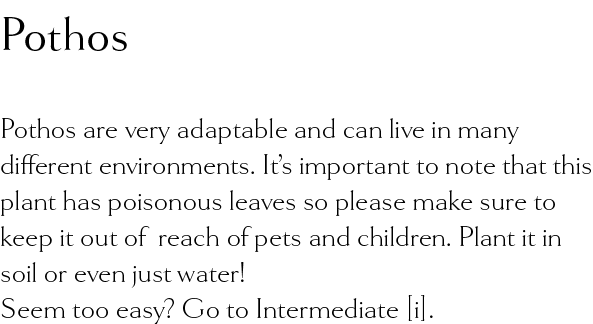 Pothos
Pothos are very adaptable and can live in many
different environments. It’s important to note that this
plant has poisonous leaves so please make sure to
keep it out of reach of pets and children. Plant it in
soil or even just water!
Seem too easy? Go to Intermediate [i].